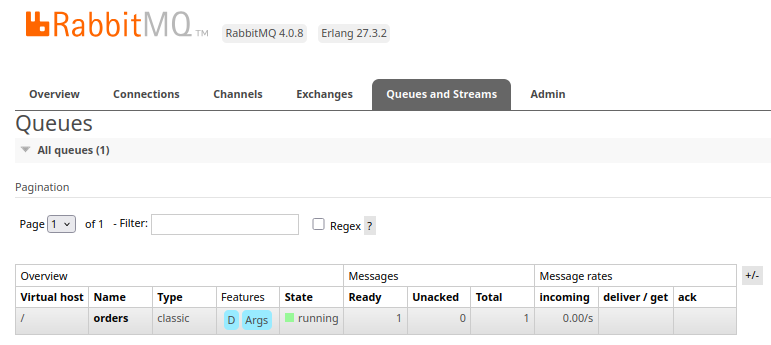 RabbitMQ TM RabbitMQ 4.0.8 Erlang 27.3.2
Overview Connections Channels Exchanges Queues and Streams Admin
Queues
All queues (1)
Pagination
Page 1 of 1 - Filter: Regex ?
Overview Messages Message rates +/-
Virtual host Name Type Features State Ready Unacked Total incoming deliver / get ack
/ orders classic D Args running 1 0 1 0.00/s